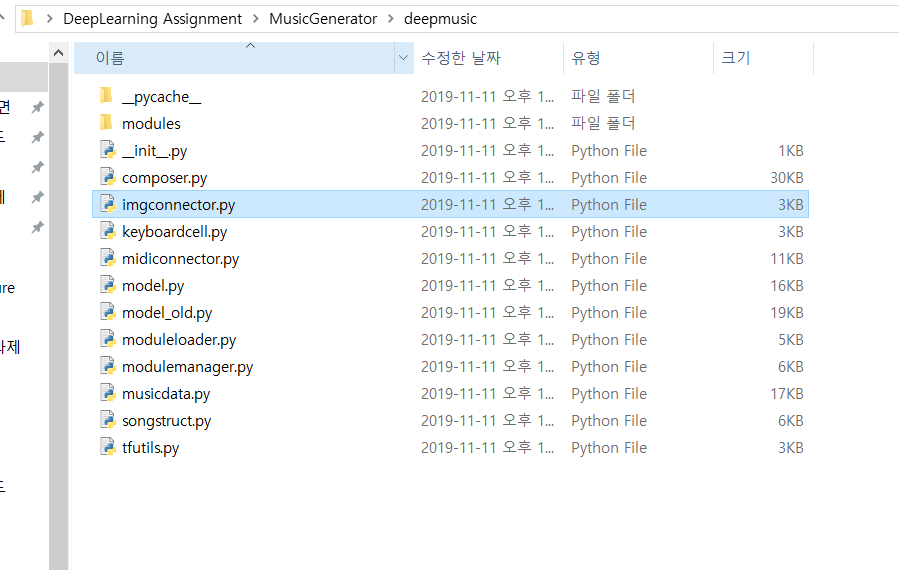 DeepLearning Assignment > MusicGenerator > deepmusic
이름 수정한 날짜 유형 크기
__pycache__ 2019-11-11 오후 1... 파일 폴더
modules 2019-11-11 오후 1... 파일 폴더
__init__.py 2019-11-11 오후 1... Python File 1KB
composer.py 2019-11-11 오후 1... Python File 30KB
imgconnector.py 2019-11-11 오후 1... Python File 3KB
keyboardcell.py 2019-11-11 오후 1... Python File 3KB
midiconnector.py 2019-11-11 오후 1... Python File 11KB
model.py 2019-11-11 오후 1... Python File 16KB
model_old.py 2019-11-11 오후 1... Python File 19KB
moduleloader.py 2019-11-11 오후 1... Python File 5KB
modulemanager.py 2019-11-11 오후 1... Python File 6KB
musicdata.py 2019-11-11 오후 1... Python File 17KB
songstruct.py 2019-11-11 오후 1... Python File 6KB
tfutils.py 2019-11-11 오후 1... Python File 3KB